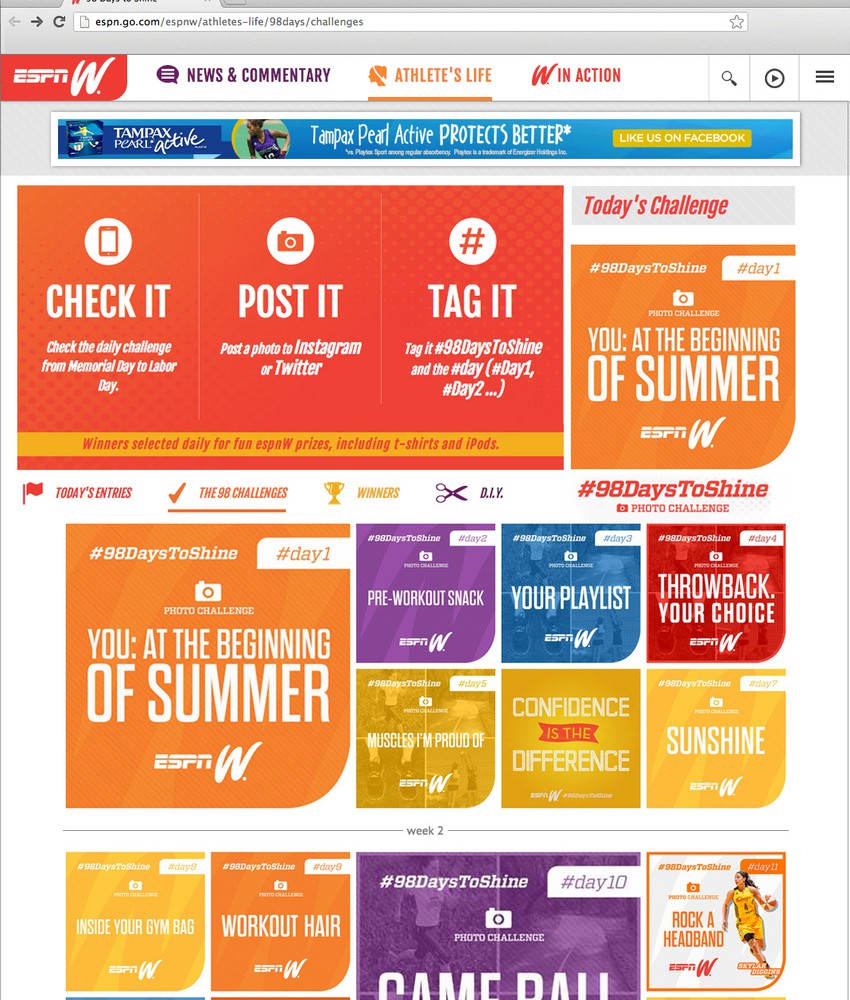 98 Days to Shine
espn.go.com/espnw/athletes-life/98days/challenges
ESPN W
NEWS & COMMENTARY
ATHLETE'S LIFE
W IN ACTION
TAMPAX
PEARL active
Tampax Pearl Active PROTECTS BETTER*
*vs. Playtex Sport among regular absorbency. Playtex is a trademark of Energizer Holdings Inc.
LIKE US ON FACEBOOK
CHECK IT
Check the daily challenge
from Memorial Day to Labor
Day.
POST IT
Post a photo to Instagram
or Twitter
#
TAG IT
Tag it #98DaysToShine
and the #day (#Day1,
#Day2 ...)
Winners selected daily for fun espnW prizes, including t-shirts and iPods.
Today's Challenge
#98DaysToShine
#day1
PHOTO CHALLENGE
YOU: AT THE BEGINNING
OF SUMMER
ESPN W
TODAY'S ENTRIES
THE 98 CHALLENGES
WINNERS
D.I.Y.
#98DaysToShine
PHOTO CHALLENGE
#98DaysToShine
#day1
PHOTO CHALLENGE
YOU: AT THE BEGINNING
OF SUMMER
ESPN W
#98DaysToShine
#day2
PHOTO CHALLENGE
PRE-WORKOUT SNACK
ESPN W
#98DaysToShine
#day3
PHOTO CHALLENGE
YOUR PLAYLIST
ESPN W
#98DaysToShine
#day4
PHOTO CHALLENGE
THROWBACK.
YOUR CHOICE
ESPN W
#98DaysToShine
#day5
PHOTO CHALLENGE
MUSCLES I'M PROUD OF
ESPN W
CONFIDENCE
IS THE
DIFFERENCE
ESPN W #98DaysToShine
#98DaysToShine
#day7
PHOTO CHALLENGE
SUNSHINE
ESPN W
week 2
#98DaysToShine
#day8
PHOTO CHALLENGE
INSIDE YOUR GYM BAG
ESPN W
#98DaysToShine
#day9
PHOTO CHALLENGE
WORKOUT HAIR
ESPN W
#98DaysToShine
#day10
PHOTO CHALLENGE
GAME BALL
#98DaysToShine
#day11
PHOTO CHALLENGE
ROCK A
HEADBAND
ESPN W
SKYLAR
DIGGINS